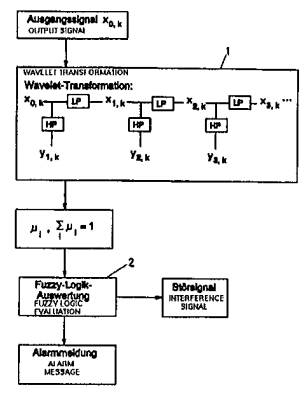 Ausgangssignal x0, k
OUTPUT SIGNAL
1
WAVELET TRANSFORMATION
Wavelet-Transformation:
x0, k LP x1, k LP x2, k LP x3, k ...
HP HP HP
y1, k y2, k y3, k
μi , Σi μi = 1
2
Fuzzy-Logik-
Auswertung
FUZZY LOGIC
EVALUATION
Störsignal
INTERFERENCE
SIGNAL
Alarmmeldung
ALARM
MESSAGE